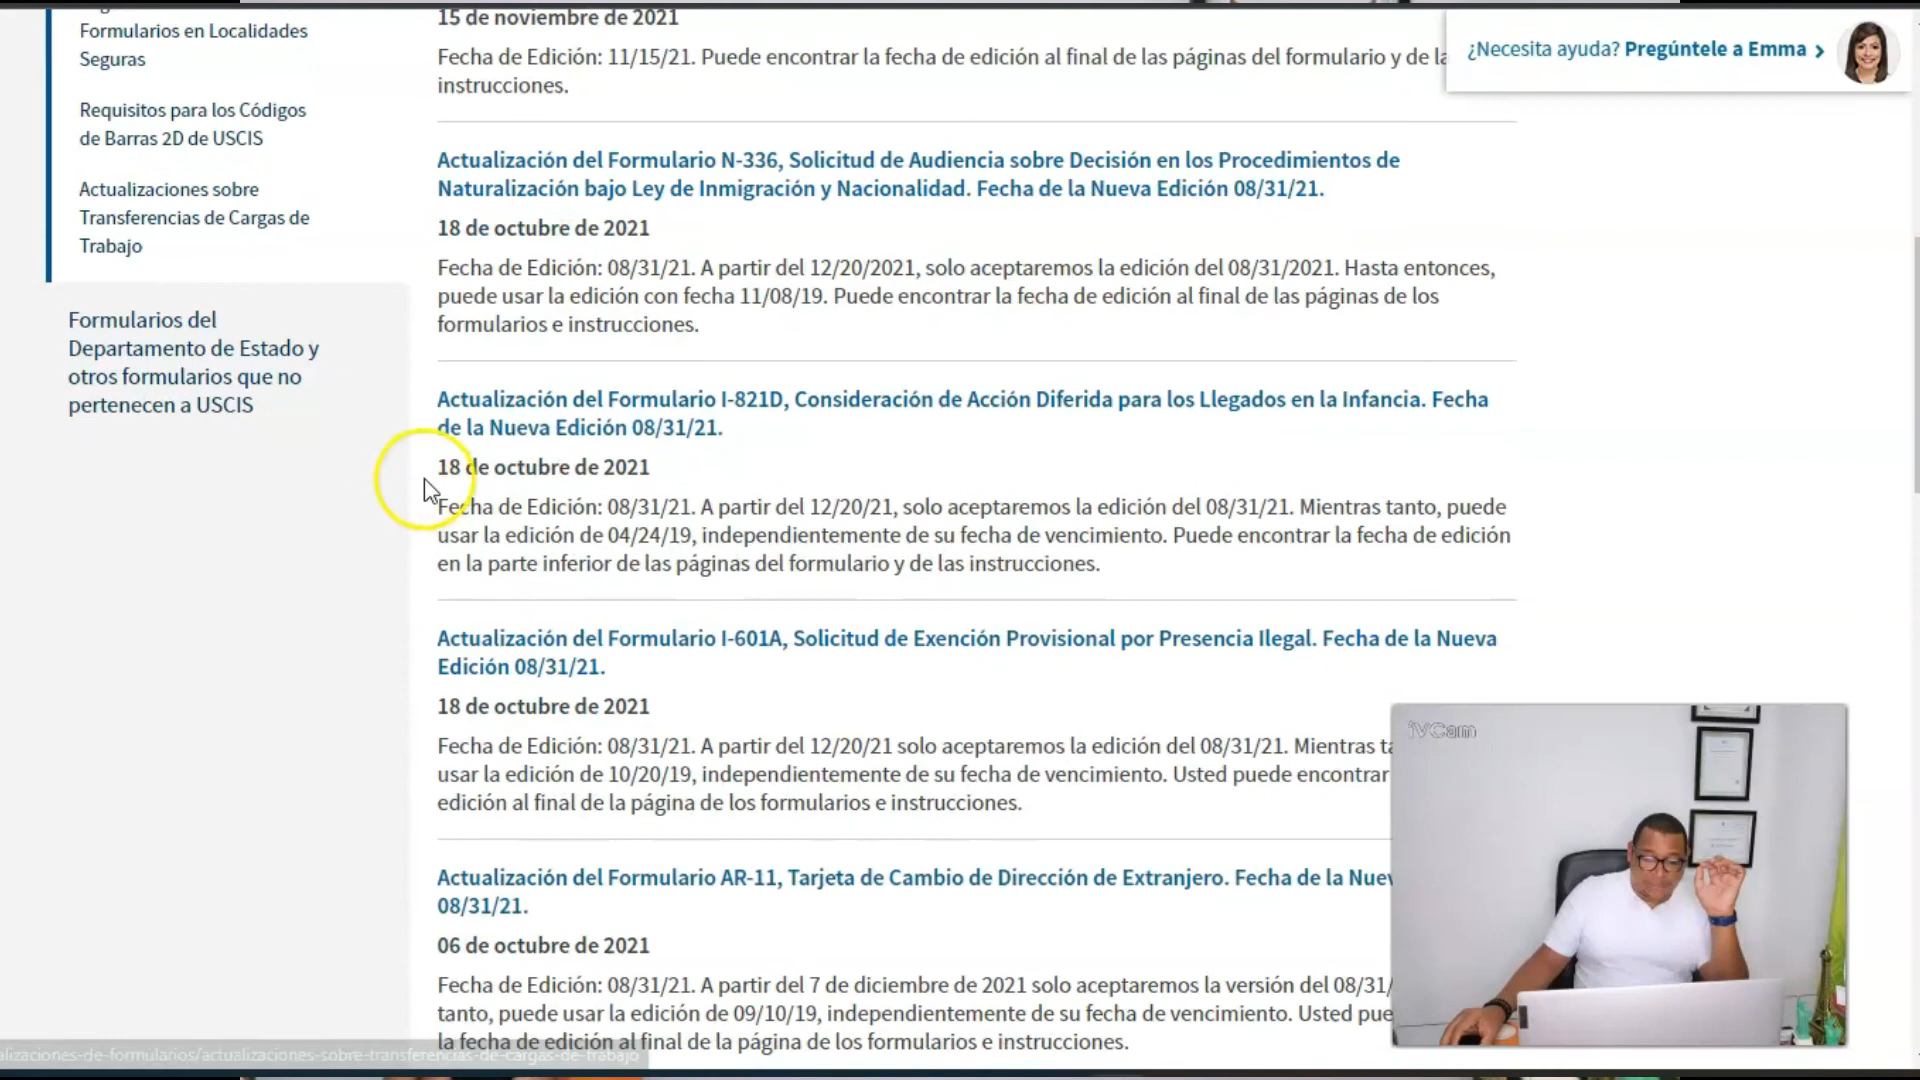 Formularios en Localidades
Seguras
Requisitos para los Códigos
de Barras 2D de USCIS
Actualizaciones sobre
Transferencias de Cargas de
Trabajo
Formularios del
Departamento de Estado y
otros formularios que no
pertenecen a USCIS
15 de noviembre de 2021
Fecha de Edición: 11/15/21. Puede encontrar la fecha de edición al final de las páginas del formulario y de la
instrucciones.
¿Necesita ayuda? Pregúntele a Emma
Actualización del Formulario N-336, Solicitud de Audiencia sobre Decisión en los Procedimientos de
Naturalización bajo Ley de Inmigración y Nacionalidad. Fecha de la Nueva Edición 08/31/21.
18 de octubre de 2021
Fecha de Edición: 08/31/21. A partir del 12/20/2021, solo aceptaremos la edición del 08/31/2021. Hasta entonces,
puede usar la edición con fecha 11/08/19. Puede encontrar la fecha de edición al final de las páginas de los
formularios e instrucciones.
Actualización del Formulario I-821D, Consideración de Acción Diferida para los Llegados en la Infancia. Fecha
de la Nueva Edición 08/31/21.
18 de octubre de 2021
Fecha de Edición: 08/31/21. A partir del 12/20/21, solo aceptaremos la edición del 08/31/21. Mientras tanto, puede
usar la edición de 04/24/19, independientemente de su fecha de vencimiento. Puede encontrar la fecha de edición
en la parte inferior de las páginas del formulario y de las instrucciones.
Actualización del Formulario I-601A, Solicitud de Exención Provisional por Presencia Ilegal. Fecha de la Nueva
Edición 08/31/21.
18 de octubre de 2021
Fecha de Edición: 08/31/21. A partir del 12/20/21 solo aceptaremos la edición del 08/31/21. Mientras ta
usar la edición de 10/20/19, independientemente de su fecha de vencimiento. Usted puede encontrar
edición al final de la página de los formularios e instrucciones.
Actualización del Formulario AR-11, Tarjeta de Cambio de Dirección de Extranjero. Fecha de la Nuev
08/31/21.
06 de octubre de 2021
Fecha de Edición: 08/31/21. A partir del 7 de diciembre de 2021 solo aceptaremos la versión del 08/31/
tanto, puede usar la edición de 09/10/19, independientemente de su fecha de vencimiento. Usted pue
la fecha de edición al final de la página de los formularios e instrucciones.
alizaciones-de-formularios/actualizaciones-sobre-transferencias-de-cargas-de-trabajo
iVCam